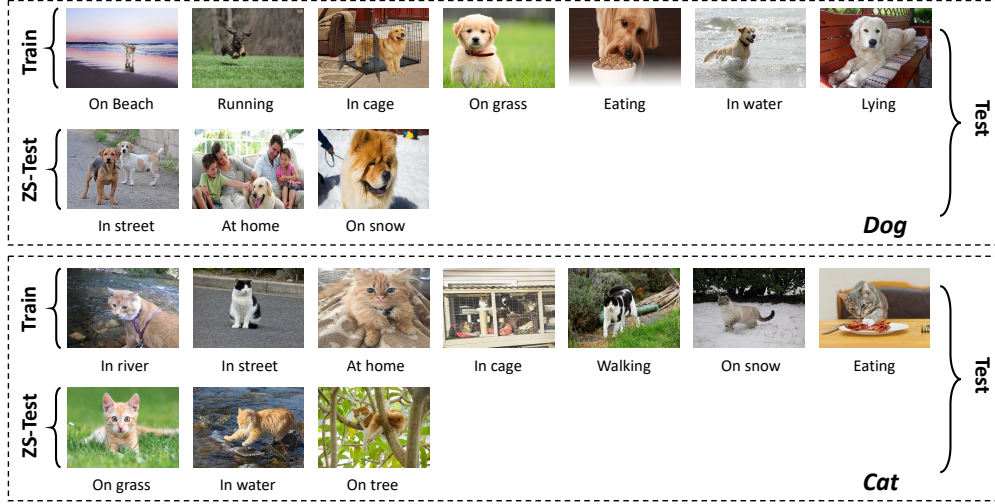 Train
On Beach
Running
In cage
On grass
Eating
In water
Lying
ZS-Test
In street
At home
On snow
Test
Dog
Train
In river
In street
At home
In cage
Walking
On snow
Eating
ZS-Test
On grass
In water
On tree
Test
Cat